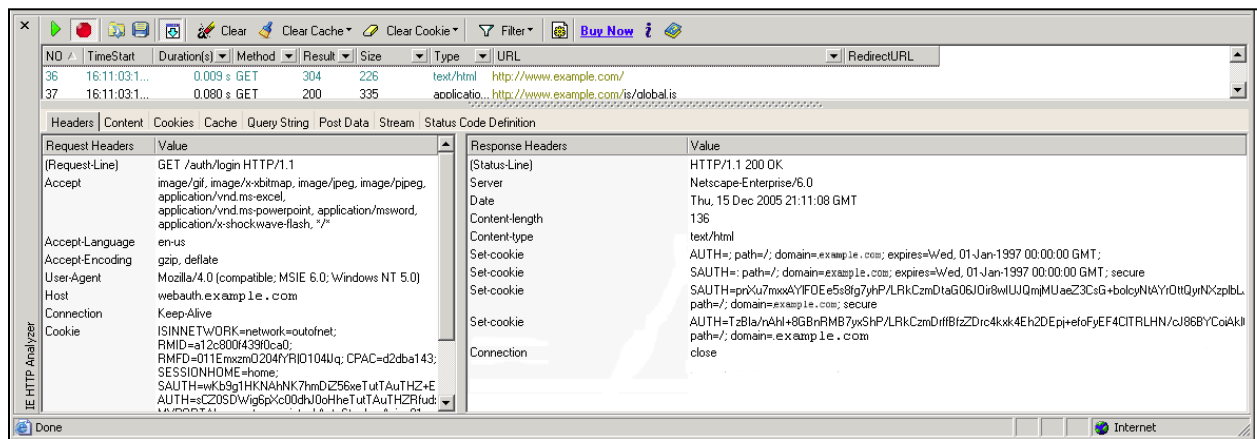 Clear Clear Cache Clear Cookie Filter Buy Now
NO TimeStart Duration(s) Method Result Size Type URL RedirectURL
36 16:11:03:1... 0.009 s GET 304 226 text/html http://www.example.com/
37 16:11:03:1... 0.080 s GET 200 335 applicatio... http://www.example.com/js/global.js
Headers Content Cookies Cache Query String Post Data Stream Status Code Definition
Request Headers Value
(Request-Line) GET /auth/login HTTP/1.1
Accept image/gif, image/x-xbitmap, image/jpeg, image/pjpeg,
application/vnd.ms-excel,
application/vnd.ms-powerpoint, application/msword,
application/x-shockwave-flash, */*
Accept-Language en-us
Accept-Encoding gzip, deflate
User-Agent Mozilla/4.0 (compatible; MSIE 6.0; Windows NT 5.0)
Host webauth.example.com
Connection Keep-Alive
Cookie ISINNETWORK=network=outofnet;
RMID=a12c800f439f0ca0;
CPAC=d2dba143;
SESSIONHOME=home;
Response Headers Value
(Status-Line) HTTP/1.1 200 OK
Server Netscape-Enterprise/6.0
Date Thu, 15 Dec 2005 21:11:08 GMT
Content-length 136
Content-type text/html
Set-cookie AUTH=; path=/; domain=.example.com; expires=Wed, 01-Jan-1997 00:00:00 GMT;
Set-cookie SAUTH=; path=/; domain=.example.com; expires=Wed, 01-Jan-1997 00:00:00 GMT; secure
Set-cookie
path=/; domain=.example.com; secure
Set-cookie
path=/; domain=.example.com
Connection close
IE HTTP Analyzer
Done Internet